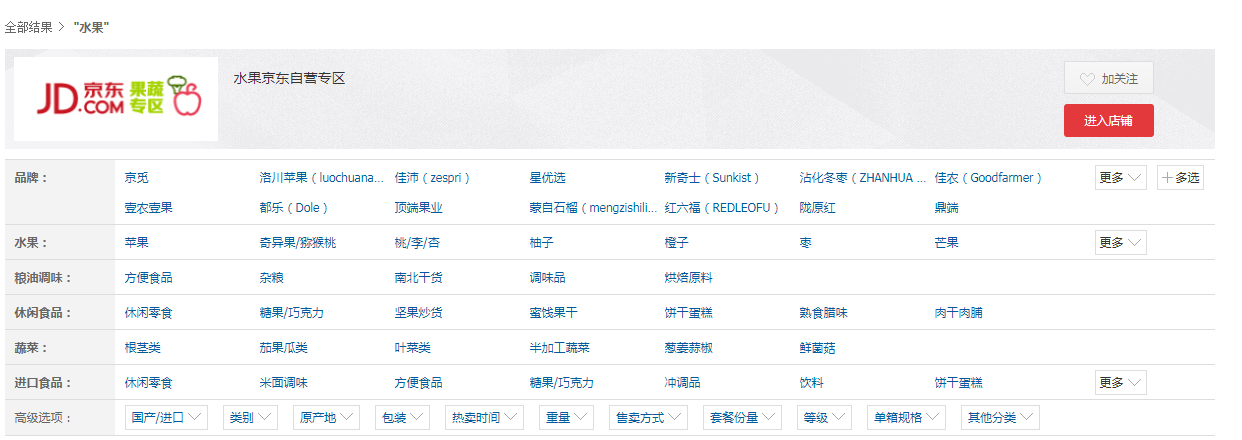 全部结果 > "水果"
JD.COM 京东 果蔬专区
水果京东自营专区
加关注
进入店铺
品牌： 京觅 洛川苹果（luochuana... 佳沛（zespri） 星优选 新奇士（Sunkist） 沾化冬枣（ZHANHUA ... 佳农（Goodfarmer） 更多 多选
壹农壹果 都乐（Dole） 顶端果业 蒙自石榴（mengzishili... 红六福（REDLEOFU） 陇原红 鼎端
水果： 苹果 奇异果/猕猴桃 桃/李/杏 柚子 橙子 枣 芒果 更多
粮油调味： 方便食品 杂粮 南北干货 调味品 烘焙原料
休闲食品： 休闲零食 糖果/巧克力 坚果炒货 蜜饯果干 饼干蛋糕 熟食腊味 肉干肉脯
蔬菜： 根茎类 茄果瓜类 叶菜类 半加工蔬菜 葱姜蒜椒 鲜菌菇
进口食品： 休闲零食 米面调味 方便食品 糖果/巧克力 冲调品 饮料 饼干蛋糕 更多
高级选项： 国产/进口 类别 原产地 包装 热卖时间 重量 售卖方式 套餐份量 等级 单箱规格 其他分类